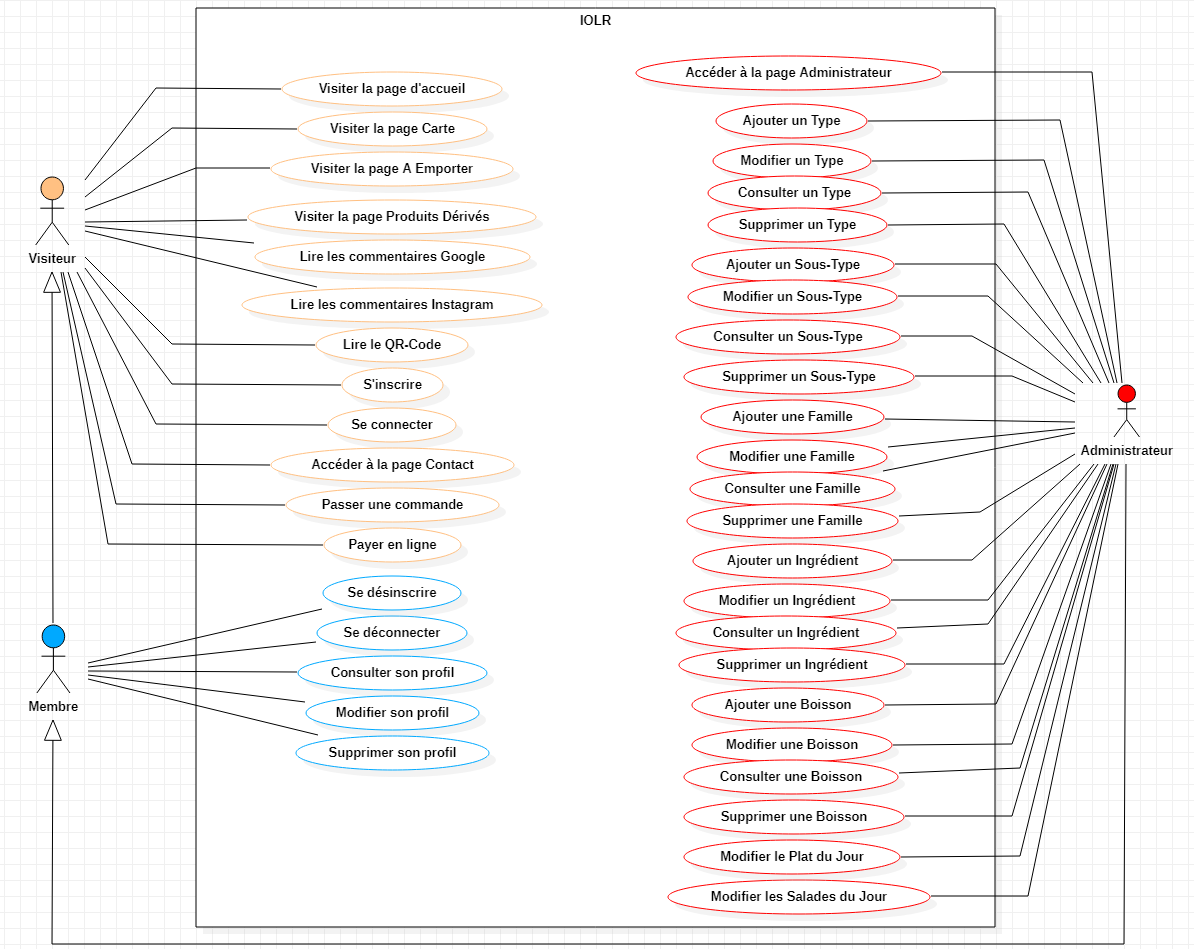 IOLR
Visiter la page d'accueil
Visiter la page Carte
Visiter la page A Emporter
Visiter la page Produits Dérivés
Lire les commentaires Google
Lire les commentaires Instagram
Lire le QR-Code
S'inscrire
Se connecter
Accéder à la page Contact
Passer une commande
Payer en ligne
Se désinscrire
Se déconnecter
Consulter son profil
Modifier son profil
Supprimer son profil
Visiteur
Membre
Accéder à la page Administrateur
Ajouter un Type
Modifier un Type
Consulter un Type
Supprimer un Type
Ajouter un Sous-Type
Modifier un Sous-Type
Consulter un Sous-Type
Supprimer un Sous-Type
Ajouter une Famille
Modifier une Famille
Consulter une Famille
Supprimer une Famille
Ajouter un Ingrédient
Modifier un Ingrédient
Consulter un Ingrédient
Supprimer un Ingrédient
Ajouter une Boisson
Modifier une Boisson
Consulter une Boisson
Supprimer une Boisson
Modifier le Plat du Jour
Modifier les Salades du Jour
Administrateur